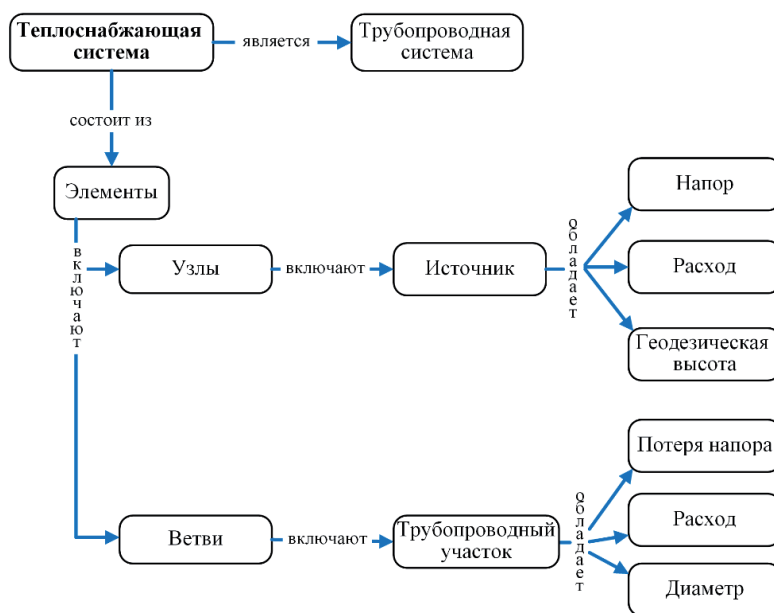 Теплоснабжающая
система
является
Трубопроводная
система
состоит из
Элементы
включают
Узлы
включают
Источник
обладает
Напор
Расход
Геодезическая
высота
Ветви
включают
Трубопроводный
участок
обладает
Потеря напора
Расход
Диаметр